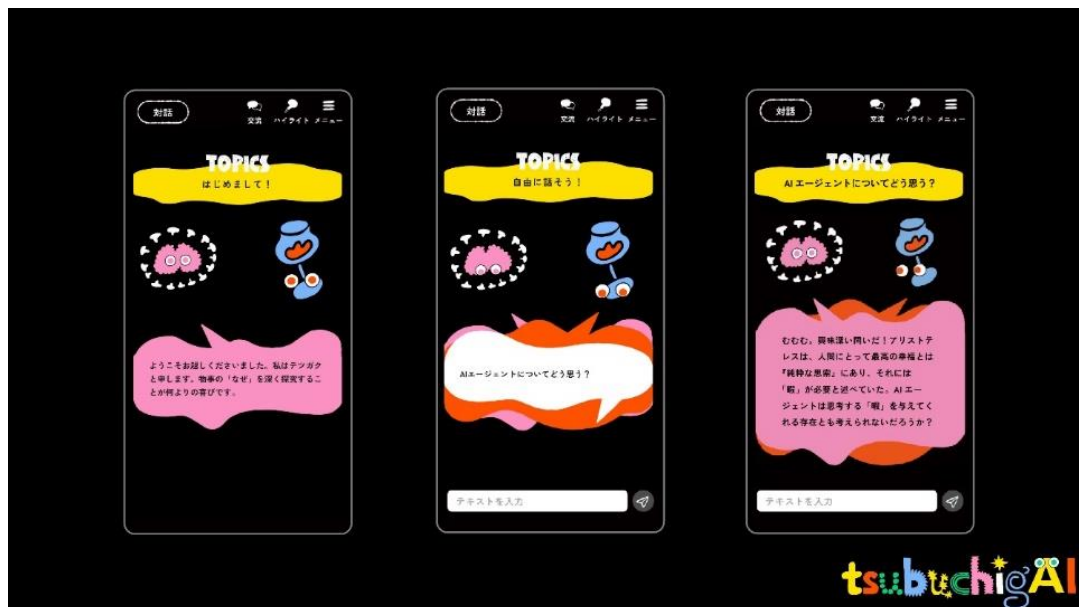 対話
交流
ハイライト
メニュー
TOPICS
はじめまして！
ようこそお越しくださいました。私はテツガク
と申します。物事の「なぜ」を深く探究するこ
とが何よりの喜びです。
対話
交流
ハイライト
メニュー
TOPICS
自由に話そう！
AIエージェントについてどう思う？
テキストを入力
対話
交流
ハイライト
メニュー
TOPICS
AIエージェントについてどう思う？
むむむ。興味深い問いだ！アリストテ
レスは、人間にとって最高の幸福とは
『純粋な思索』にあり、それには
「暇」が必要と述べていた。AIエー
ジェントは思考する「暇」を与えてく
れる存在とも考えられないだろうか？
テキストを入力
tsubuchigAI